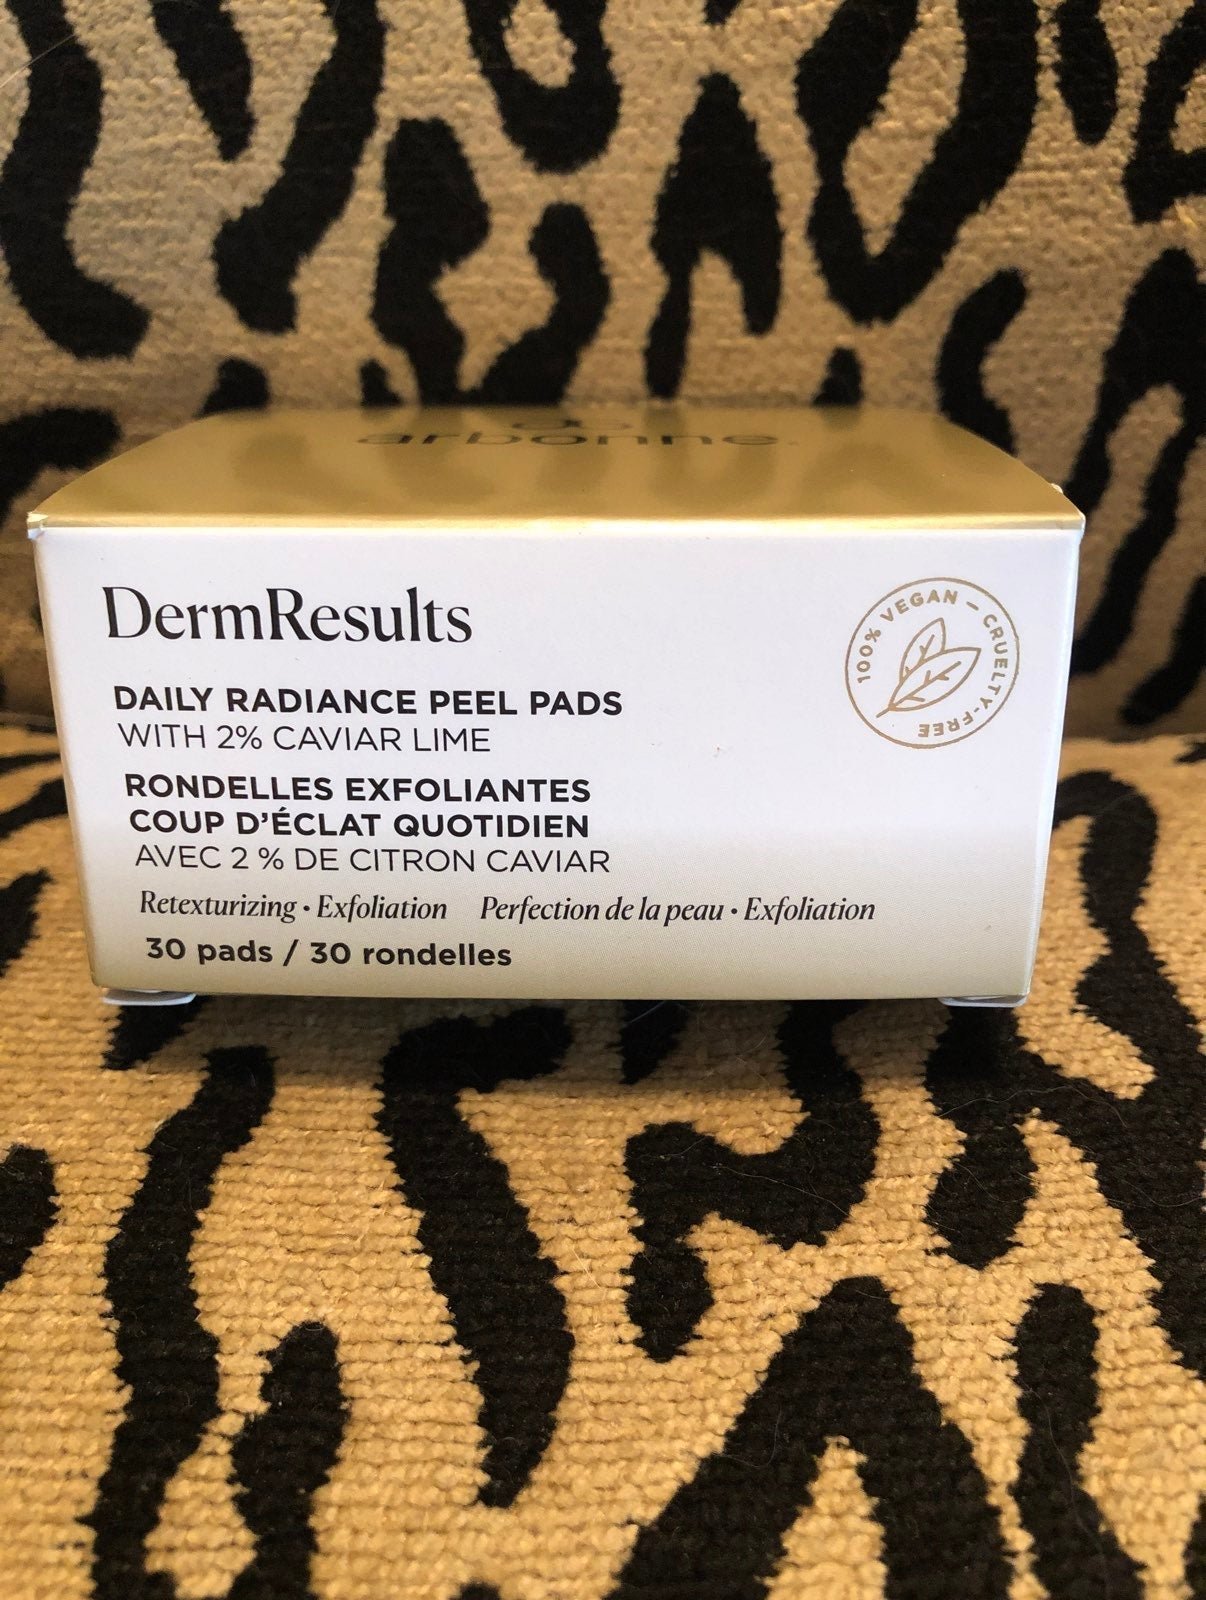 arbonne.
DermResults
DAILY RADIANCE PEEL PADS
WITH 2% CAVIAR LIME
RONDELLES EXFOLIANTES
COUP D'ÉCLAT QUOTIDIEN
AVEC 2 % DE CITRON CAVIAR
Retexturizing • Exfoliation Perfection de la peau • Exfoliation
30 pads / 30 rondelles
100% VEGAN – CRUELTY-FREE